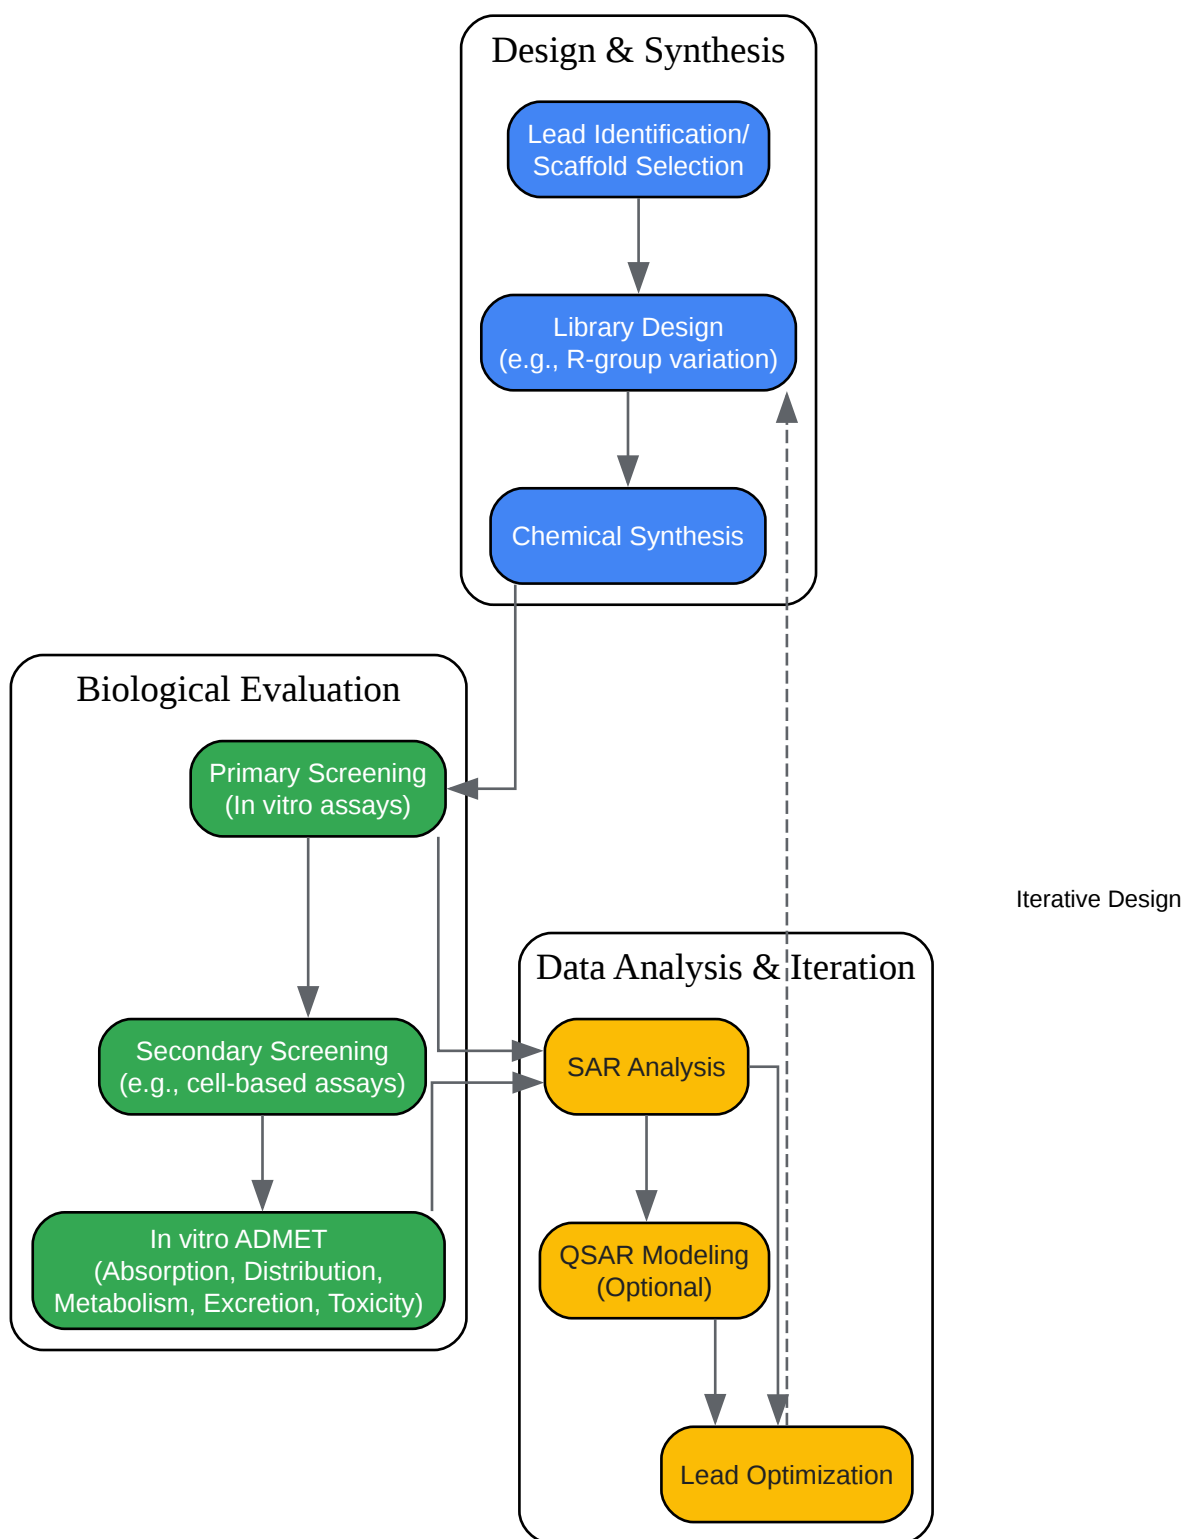 Design & Synthesis
Lead Identification/
Scaffold Selection
Library Design
(e.g., R-group variation)
Chemical Synthesis
Biological Evaluation
Primary Screening
(In vitro assays)
Secondary Screening
(e.g., cell-based assays)
In vitro ADMET
(Absorption, Distribution,
Metabolism, Excretion, Toxicity)
Iterative Design
Data Analysis & Iteration
SAR Analysis
QSAR Modeling
(Optional)
Lead Optimization